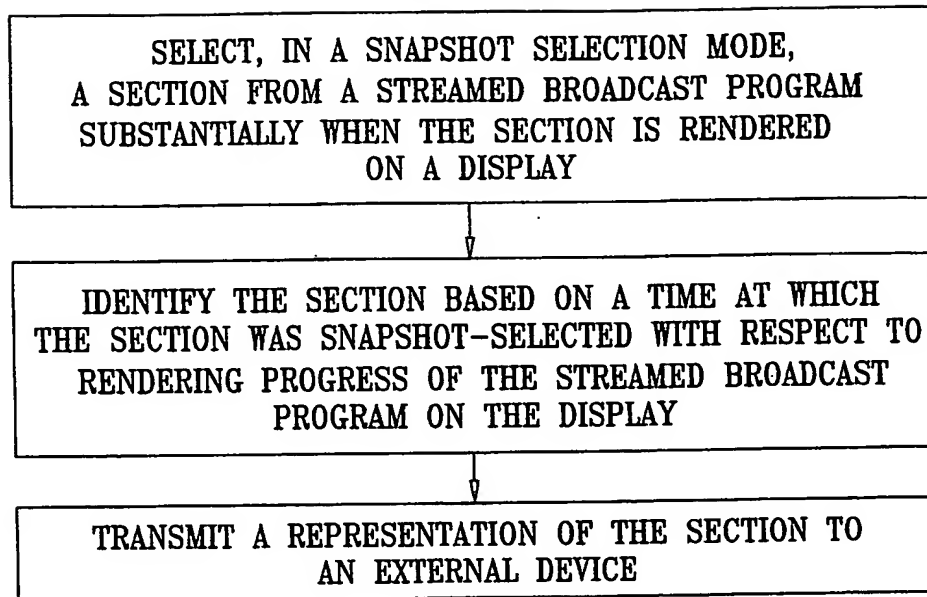 SELECT, IN A SNAPSHOT SELECTION MODE,
A SECTION FROM A STREAMED BROADCAST PROGRAM
SUBSTANTIALLY WHEN THE SECTION IS RENDERED
ON A DISPLAY
IDENTIFY THE SECTION BASED ON A TIME AT WHICH
THE SECTION WAS SNAPSHOT-SELECTED WITH RESPECT TO
RENDERING PROGRESS OF THE STREAMED BROADCAST
PROGRAM ON THE DISPLAY
TRANSMIT A REPRESENTATION OF THE SECTION TO
AN EXTERNAL DEVICE